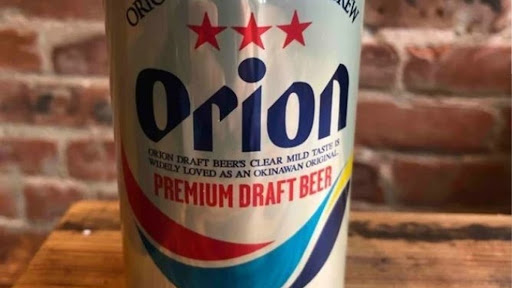 Orion
ORION DRAFT BEER'S CLEAR MILD TASTE IS
WIDELY LOVED AS AN OKINAWAN ORIGINAL.
PREMIUM DRAFT BEER